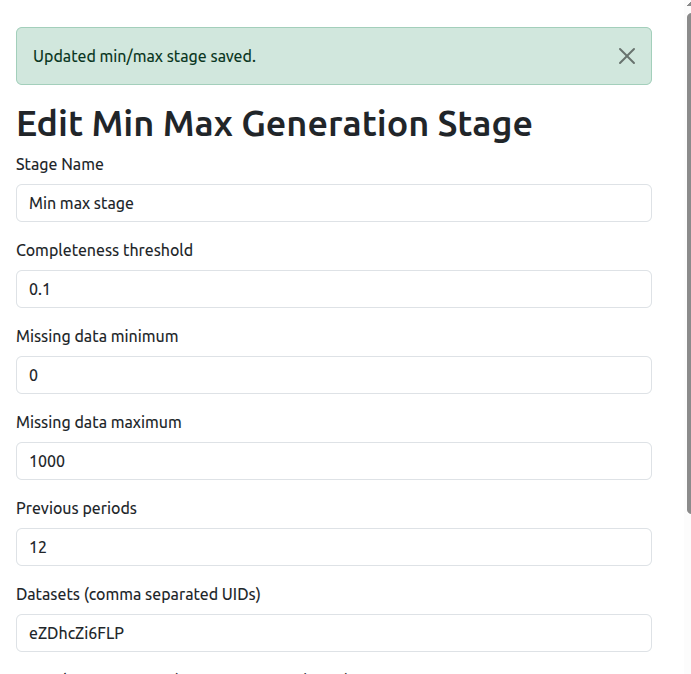 Updated min/max stage saved.
Edit Min Max Generation Stage
Stage Name
Min max stage
Completeness threshold
0.1
Missing data minimum
0
Missing data maximum
1000
Previous periods
12
Datasets (comma separated UIDs)
eZDhcZi6FLP